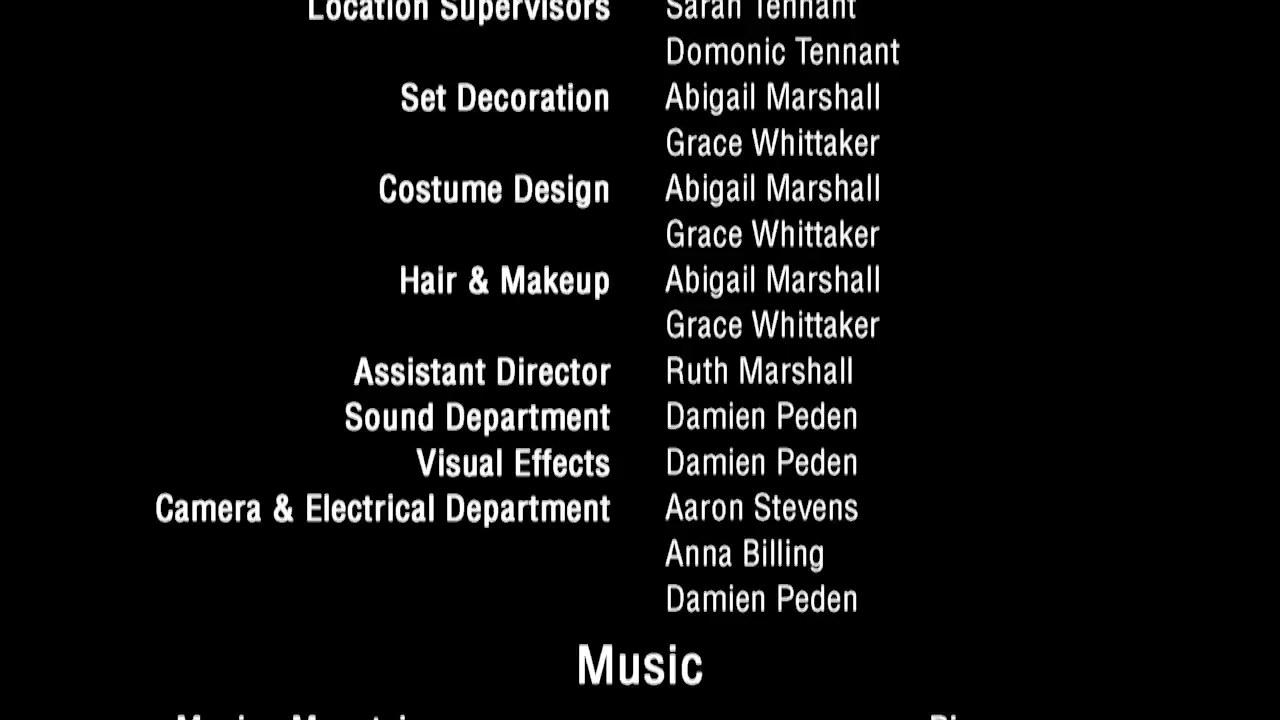 Location Supervisors Sarah Tennant
Domonic Tennant
Set Decoration Abigail Marshall
Grace Whittaker
Costume Design Abigail Marshall
Grace Whittaker
Hair & Makeup Abigail Marshall
Grace Whittaker
Assistant Director Ruth Marshall
Sound Department Damien Peden
Visual Effects Damien Peden
Camera & Electrical Department Aaron Stevens
Anna Billing
Damien Peden
Music